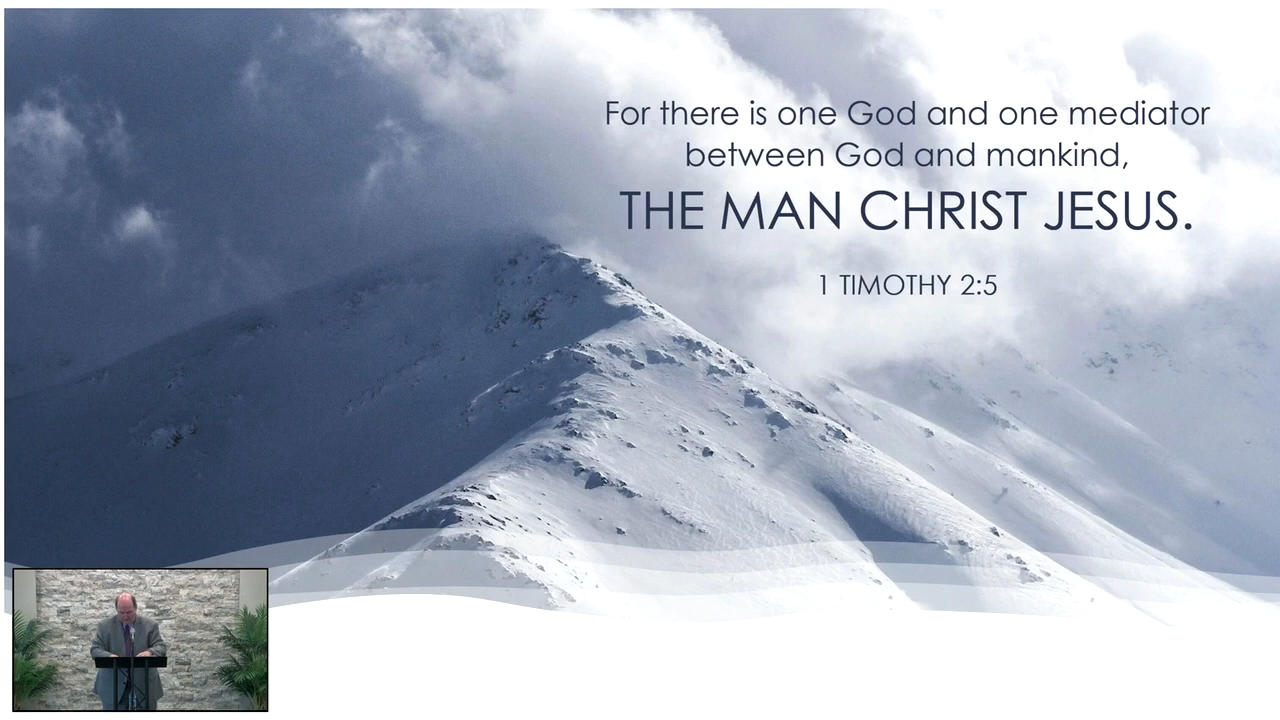 For there is one God and one mediator
between God and mankind,
THE MAN CHRIST JESUS.
1 TIMOTHY 2:5